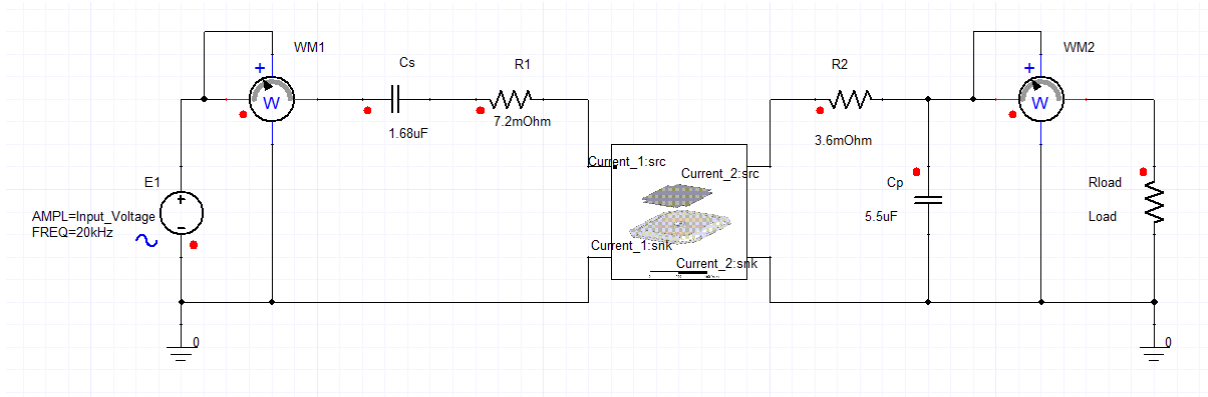 WM1
WM2
Cs
R1
R2
+
W
+
W
1.68uF
7.2mOhm
3.6mOhm
Current_1:src
Current_2:src
E1
Cp
Rload
+
AMPL=Input_Voltage
FREQ=20kHz
5.5uF
Load
Current_1:snk
Current_2:snk
0
0